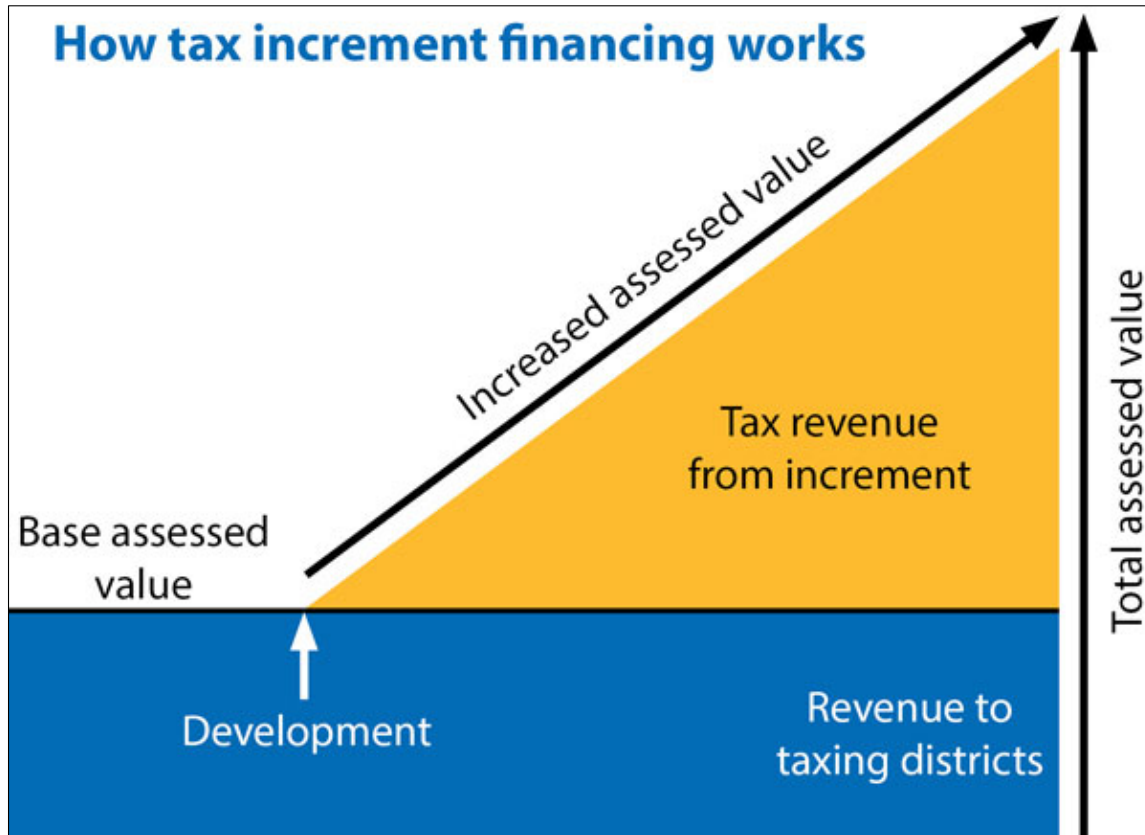 How tax increment financing works
Increased assessed value
Total assessed value
Tax revenue
from increment
Base assessed
value
Development
Revenue to
taxing districts